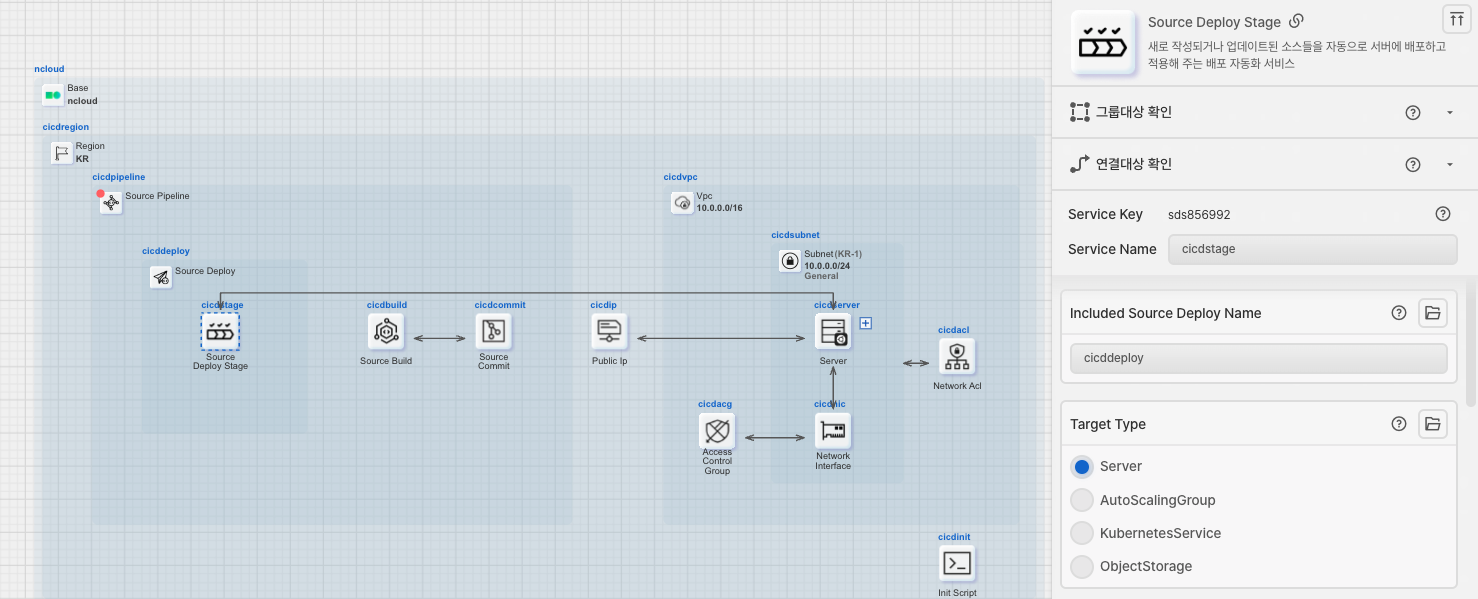 ncloud
Base
ncloud
cicdregion
Region
KR
cicdpipeline
Source Pipeline
cicdvpc
Vpc
10.0.0.0/16
cicdsubnet
Subnet(KR-1)
10.0.0.0/24
General
cicddeploy
Source Deploy
cicdstage
Source
Deploy Stage
cicdbuild
Source Build
cicdcommit
Source
Commit
cicdip
Public Ip
cicdserver
Server
cicdacl
Network Acl
cicdacg
Access
Control
Group
cicdnic
Network
Interface
cicdinit
Init Script
Source Deploy Stage
새로 작성되거나 업데이트된 소스들을 자동으로 서버에 배포하고
적용해 주는 배포 자동화 서비스
그룹대상 확인
연결대상 확인
Service Key sds856992
Service Name cicdstage
Included Source Deploy Name
cicddeploy
Target Type
Server
AutoScalingGroup
KubernetesService
ObjectStorage